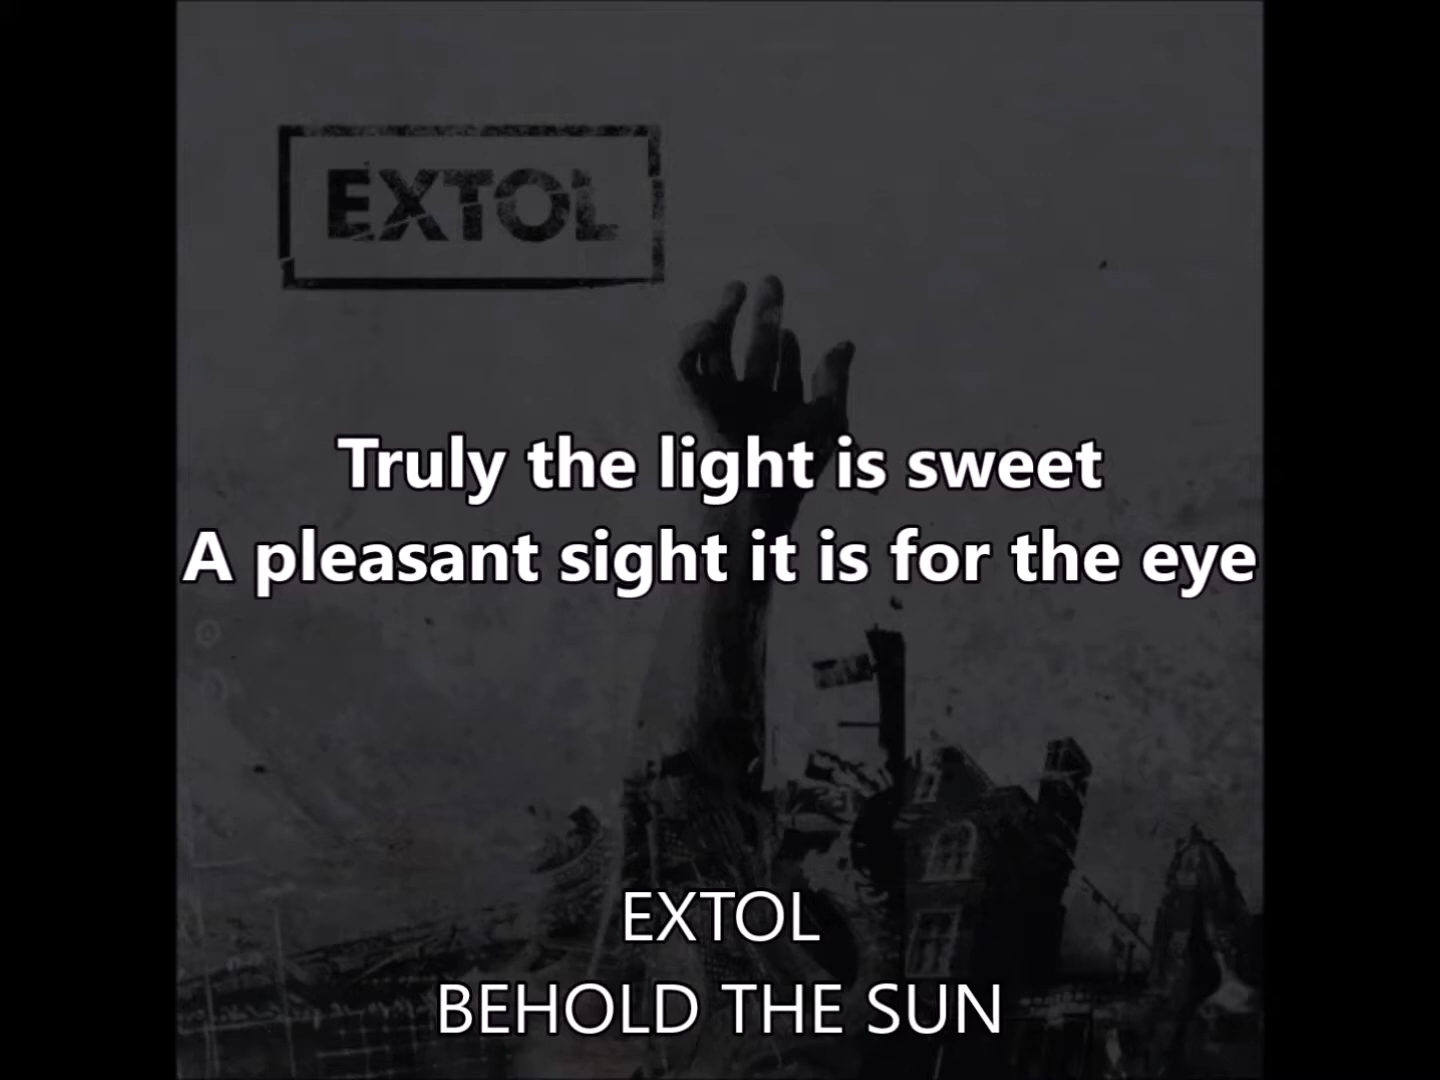 EXTOL
Truly the light is sweet
A pleasant sight it is for the eye
EXTOL
BEHOLD THE SUN